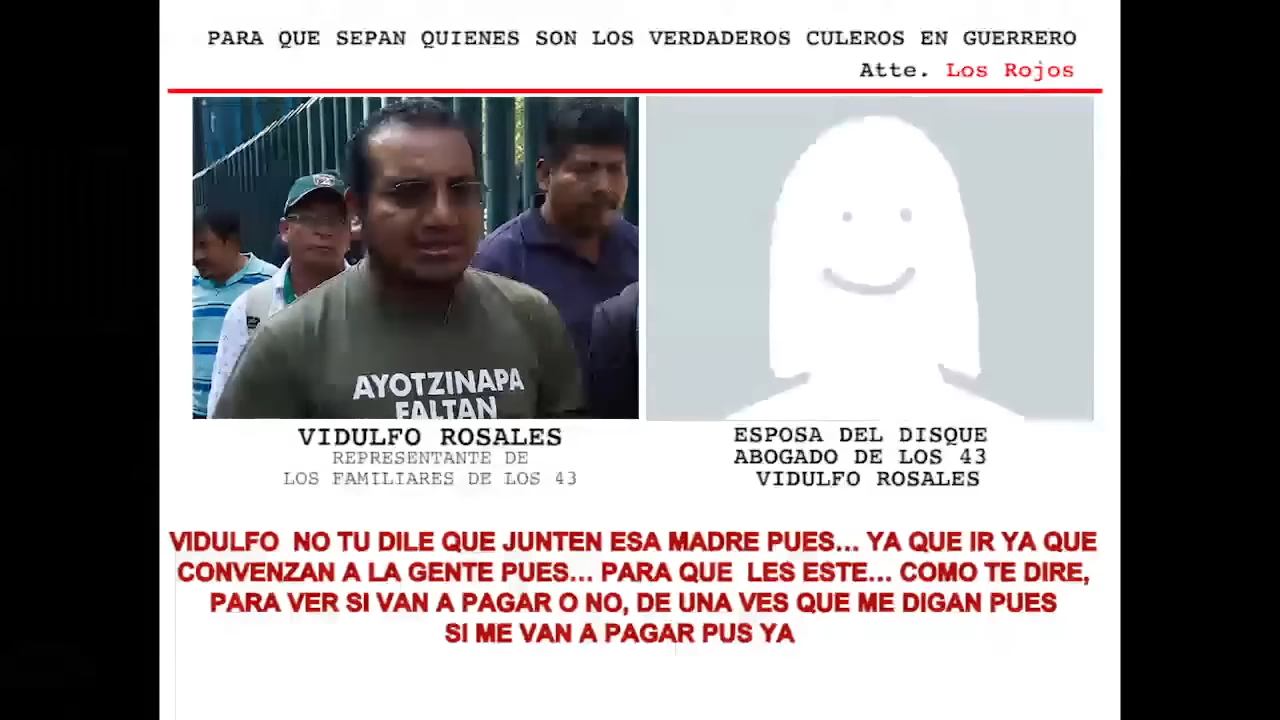 PARA QUE SEPAN QUIENES SON LOS VERDADEROS CULEROS EN GUERRERO
Atte. Los Rojos
AYOTZINAPA
FALTAN
VIDULFO ROSALES
REPRESENTANTE DE
LOS FAMILIARES DE LOS 43
ESPOSA DEL DISQUE
ABOGADO DE LOS 43
VIDULFO ROSALES
VIDULFO NO TU DILE QUE JUNTEN ESA MADRE PUES... YA QUE IR YA QUE
CONVENZAN A LA GENTE PUES... PARA QUE LES ESTE... COMO TE DIRE,
PARA VER SI VAN A PAGAR O NO, DE UNA VES QUE ME DIGAN PUES
SI ME VAN A PAGAR PUS YA